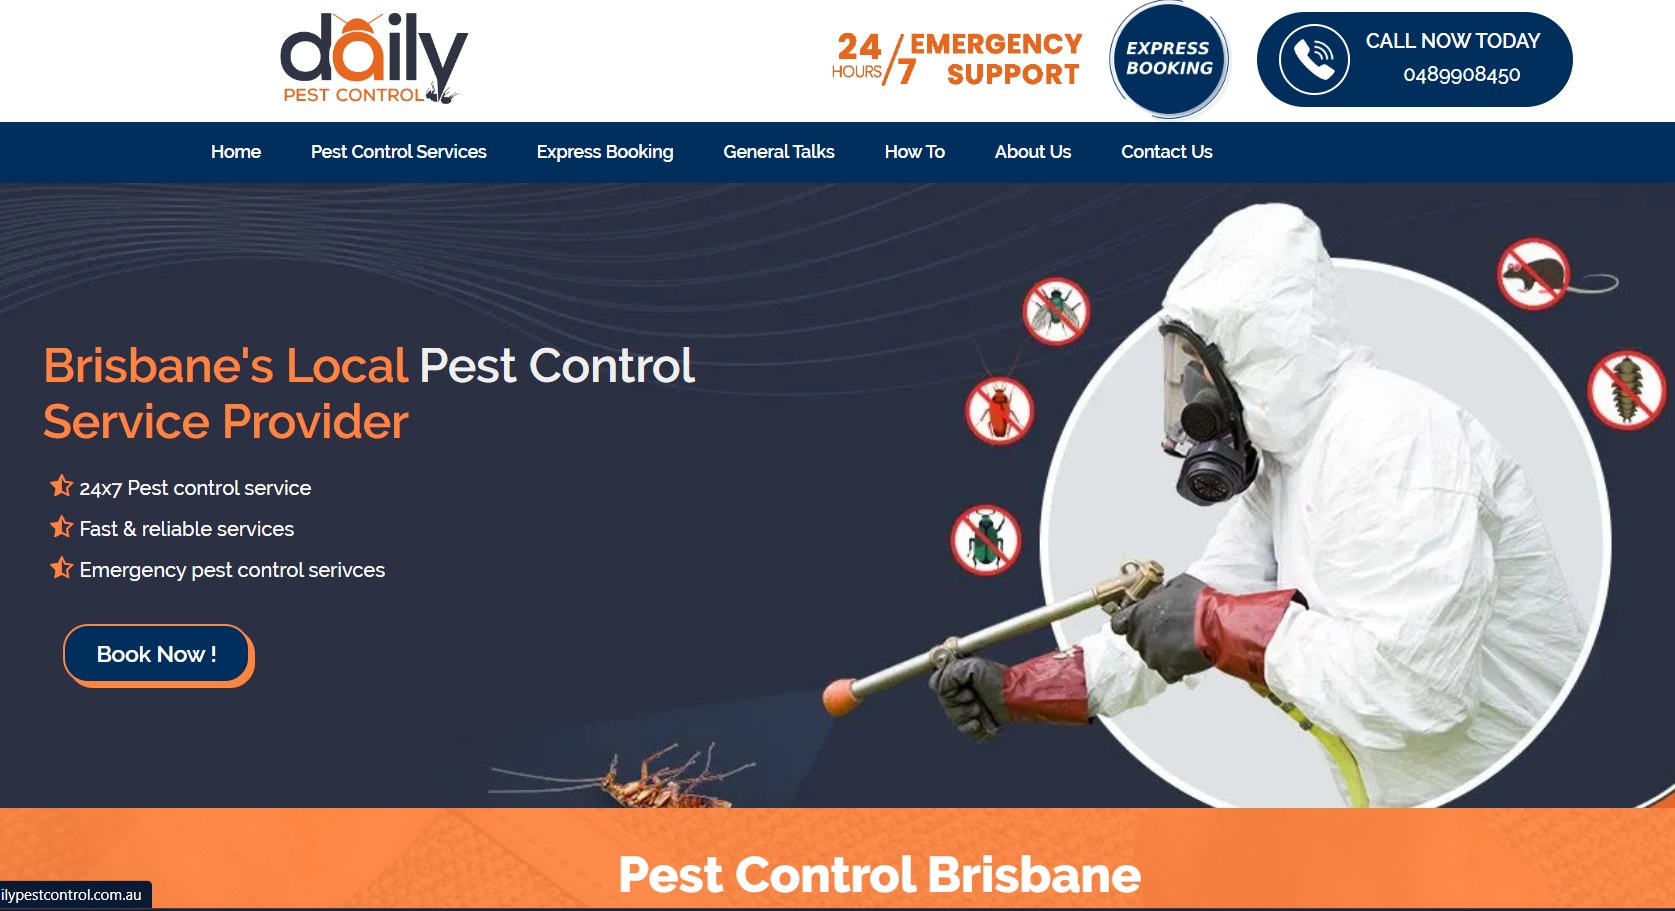 daily
PEST CONTROL
24 HOURS / 7
EMERGENCY
SUPPORT
EXPRESS
BOOKING
CALL NOW TODAY
0489908450
Home
Pest Control Services
Express Booking
General Talks
How To
About Us
Contact Us
Brisbane's Local Pest Control
Service Provider
24x7 Pest control service
Fast & reliable services
Emergency pest control serivces
Book Now !
Pest Control Brisbane
ilypestcontrol.com.au